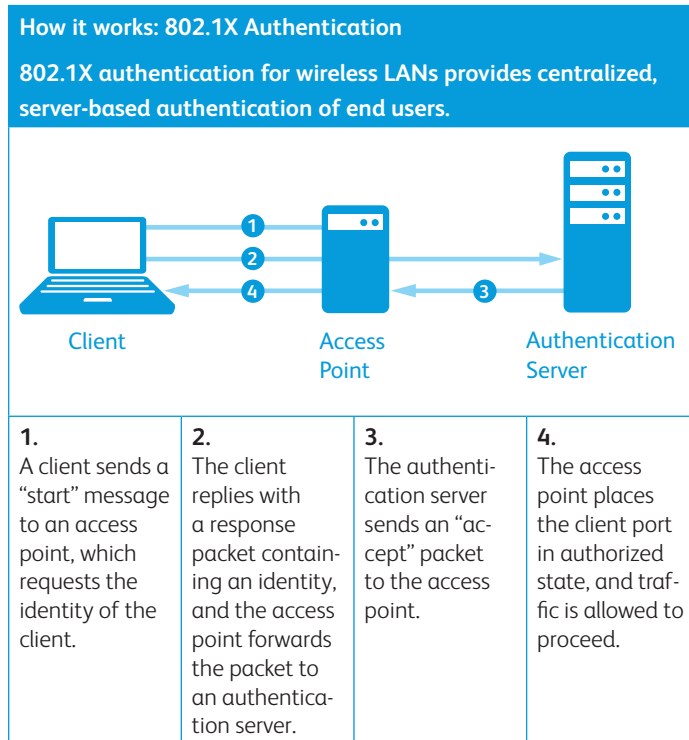 How it works: 802.1X Authentication
802.1X authentication for wireless LANs provides centralized,
server-based authentication of end users.
1
2
4
3
Client
Access
Point
Authentication
Server
1.
A client sends a
“start” message
to an access
point, which
requests the
identity of the
client.
2.
The client
replies with
a response
packet contain-
ing an identity,
and the access
point forwards
the packet to
an authentica-
tion server.
3.
The authenti-
cation server
sends an “ac-
cept” packet
to the access
point.
4.
The access
point places
the client port
in authorized
state, and traf-
fic is allowed to
proceed.